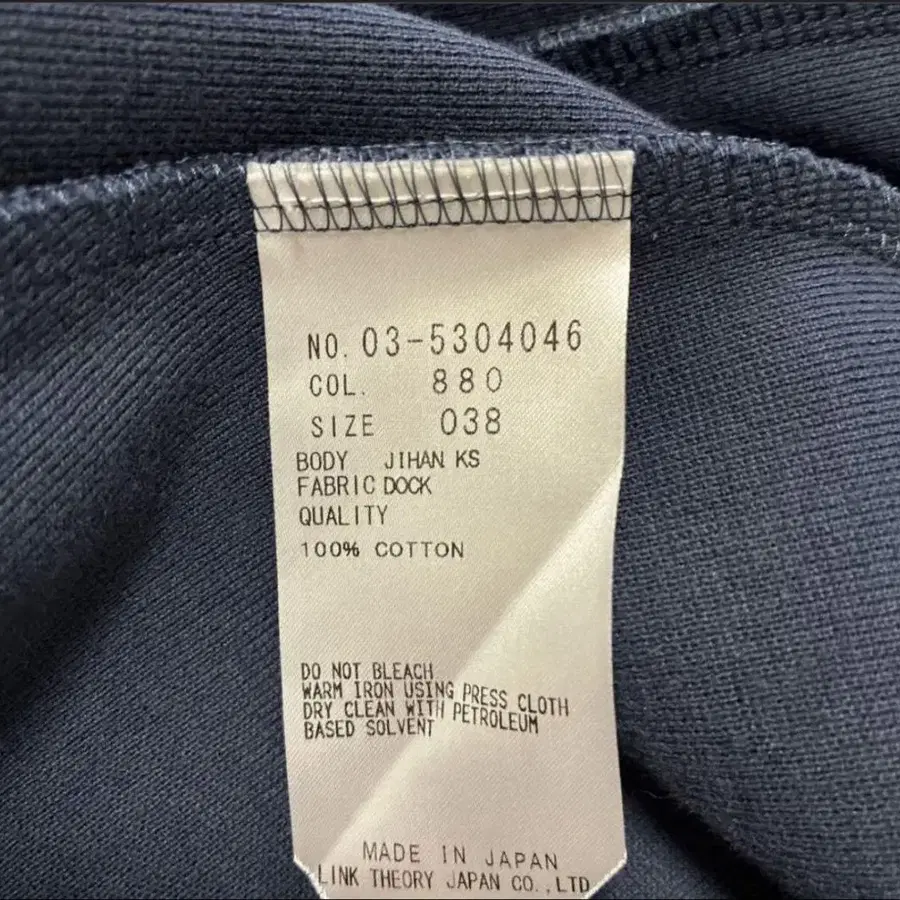 NO. 03-5304046
COL. 880
SIZE 038
BODY JIHAN KS
FABRIC DOCK
QUALITY
100% COTTON
DO NOT BLEACH
WARM IRON USING PRESS CLOTH
DRY CLEAN WITH PETROLEUM
BASED SOLVENT
MADE IN JAPAN
LINK THEORY JAPAN CO.,LTD